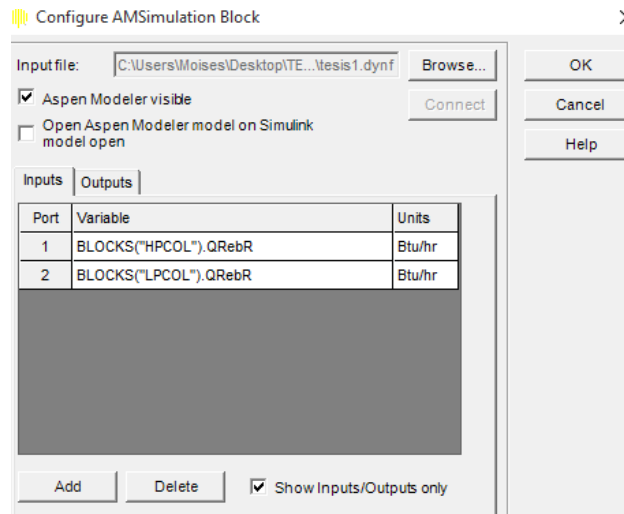 Configure AMSimulation Block
Input file: C:\Users\Moises\Desktop\TE...\tesis1.dynf Browse... OK
Aspen Modeler visible Connect Cancel
Open Aspen Modeler model on Simulink
model open
Help
Inputs Outputs
Port Variable Units
1 BLOCKS("HPCOL").QRebR Btu/hr
2 BLOCKS("LPCOL").QRebR Btu/hr
Add Delete Show Inputs/Outputs only